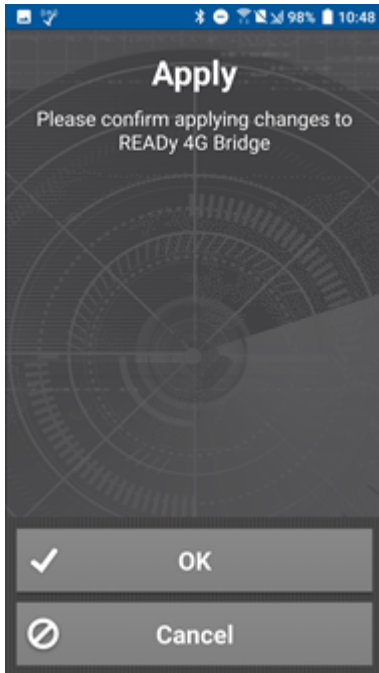 98% 10:48
Apply
Please confirm applying changes to
READy 4G Bridge
OK
Cancel